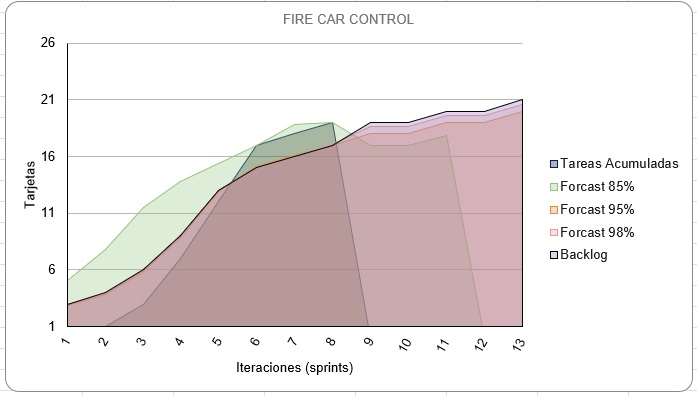 FIRE CAR CONTROL
26
21
16
11
6
1
Tarjetas
1 2 3 4 5 6 7 8 9 10 11 12 13
Iteraciones (sprints)
Tareas Acumuladas
Forcast 85%
Forcast 95%
Forcast 98%
Backlog